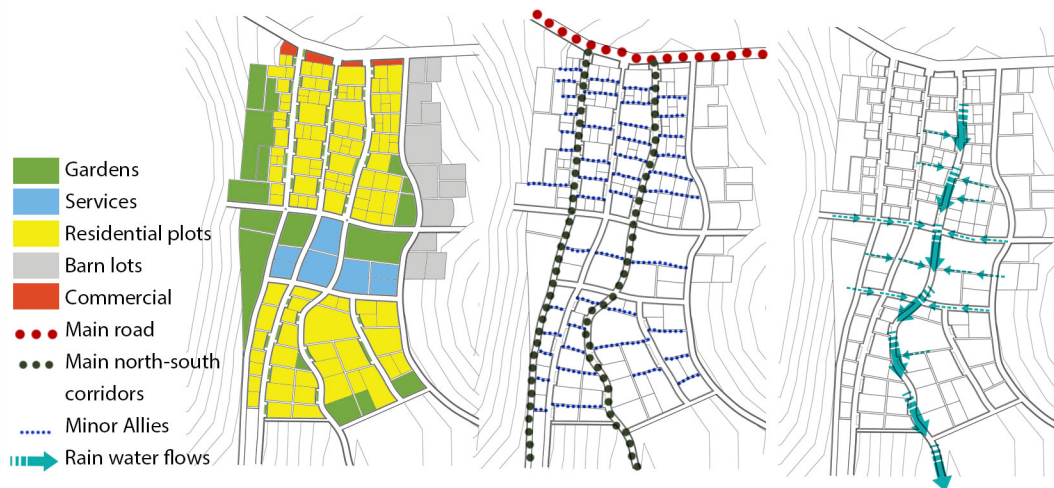 Gardens
Services
Residential plots
Barn lots
Commercial
Main road
Main north-south
corridors
Minor Allies
Rain water flows